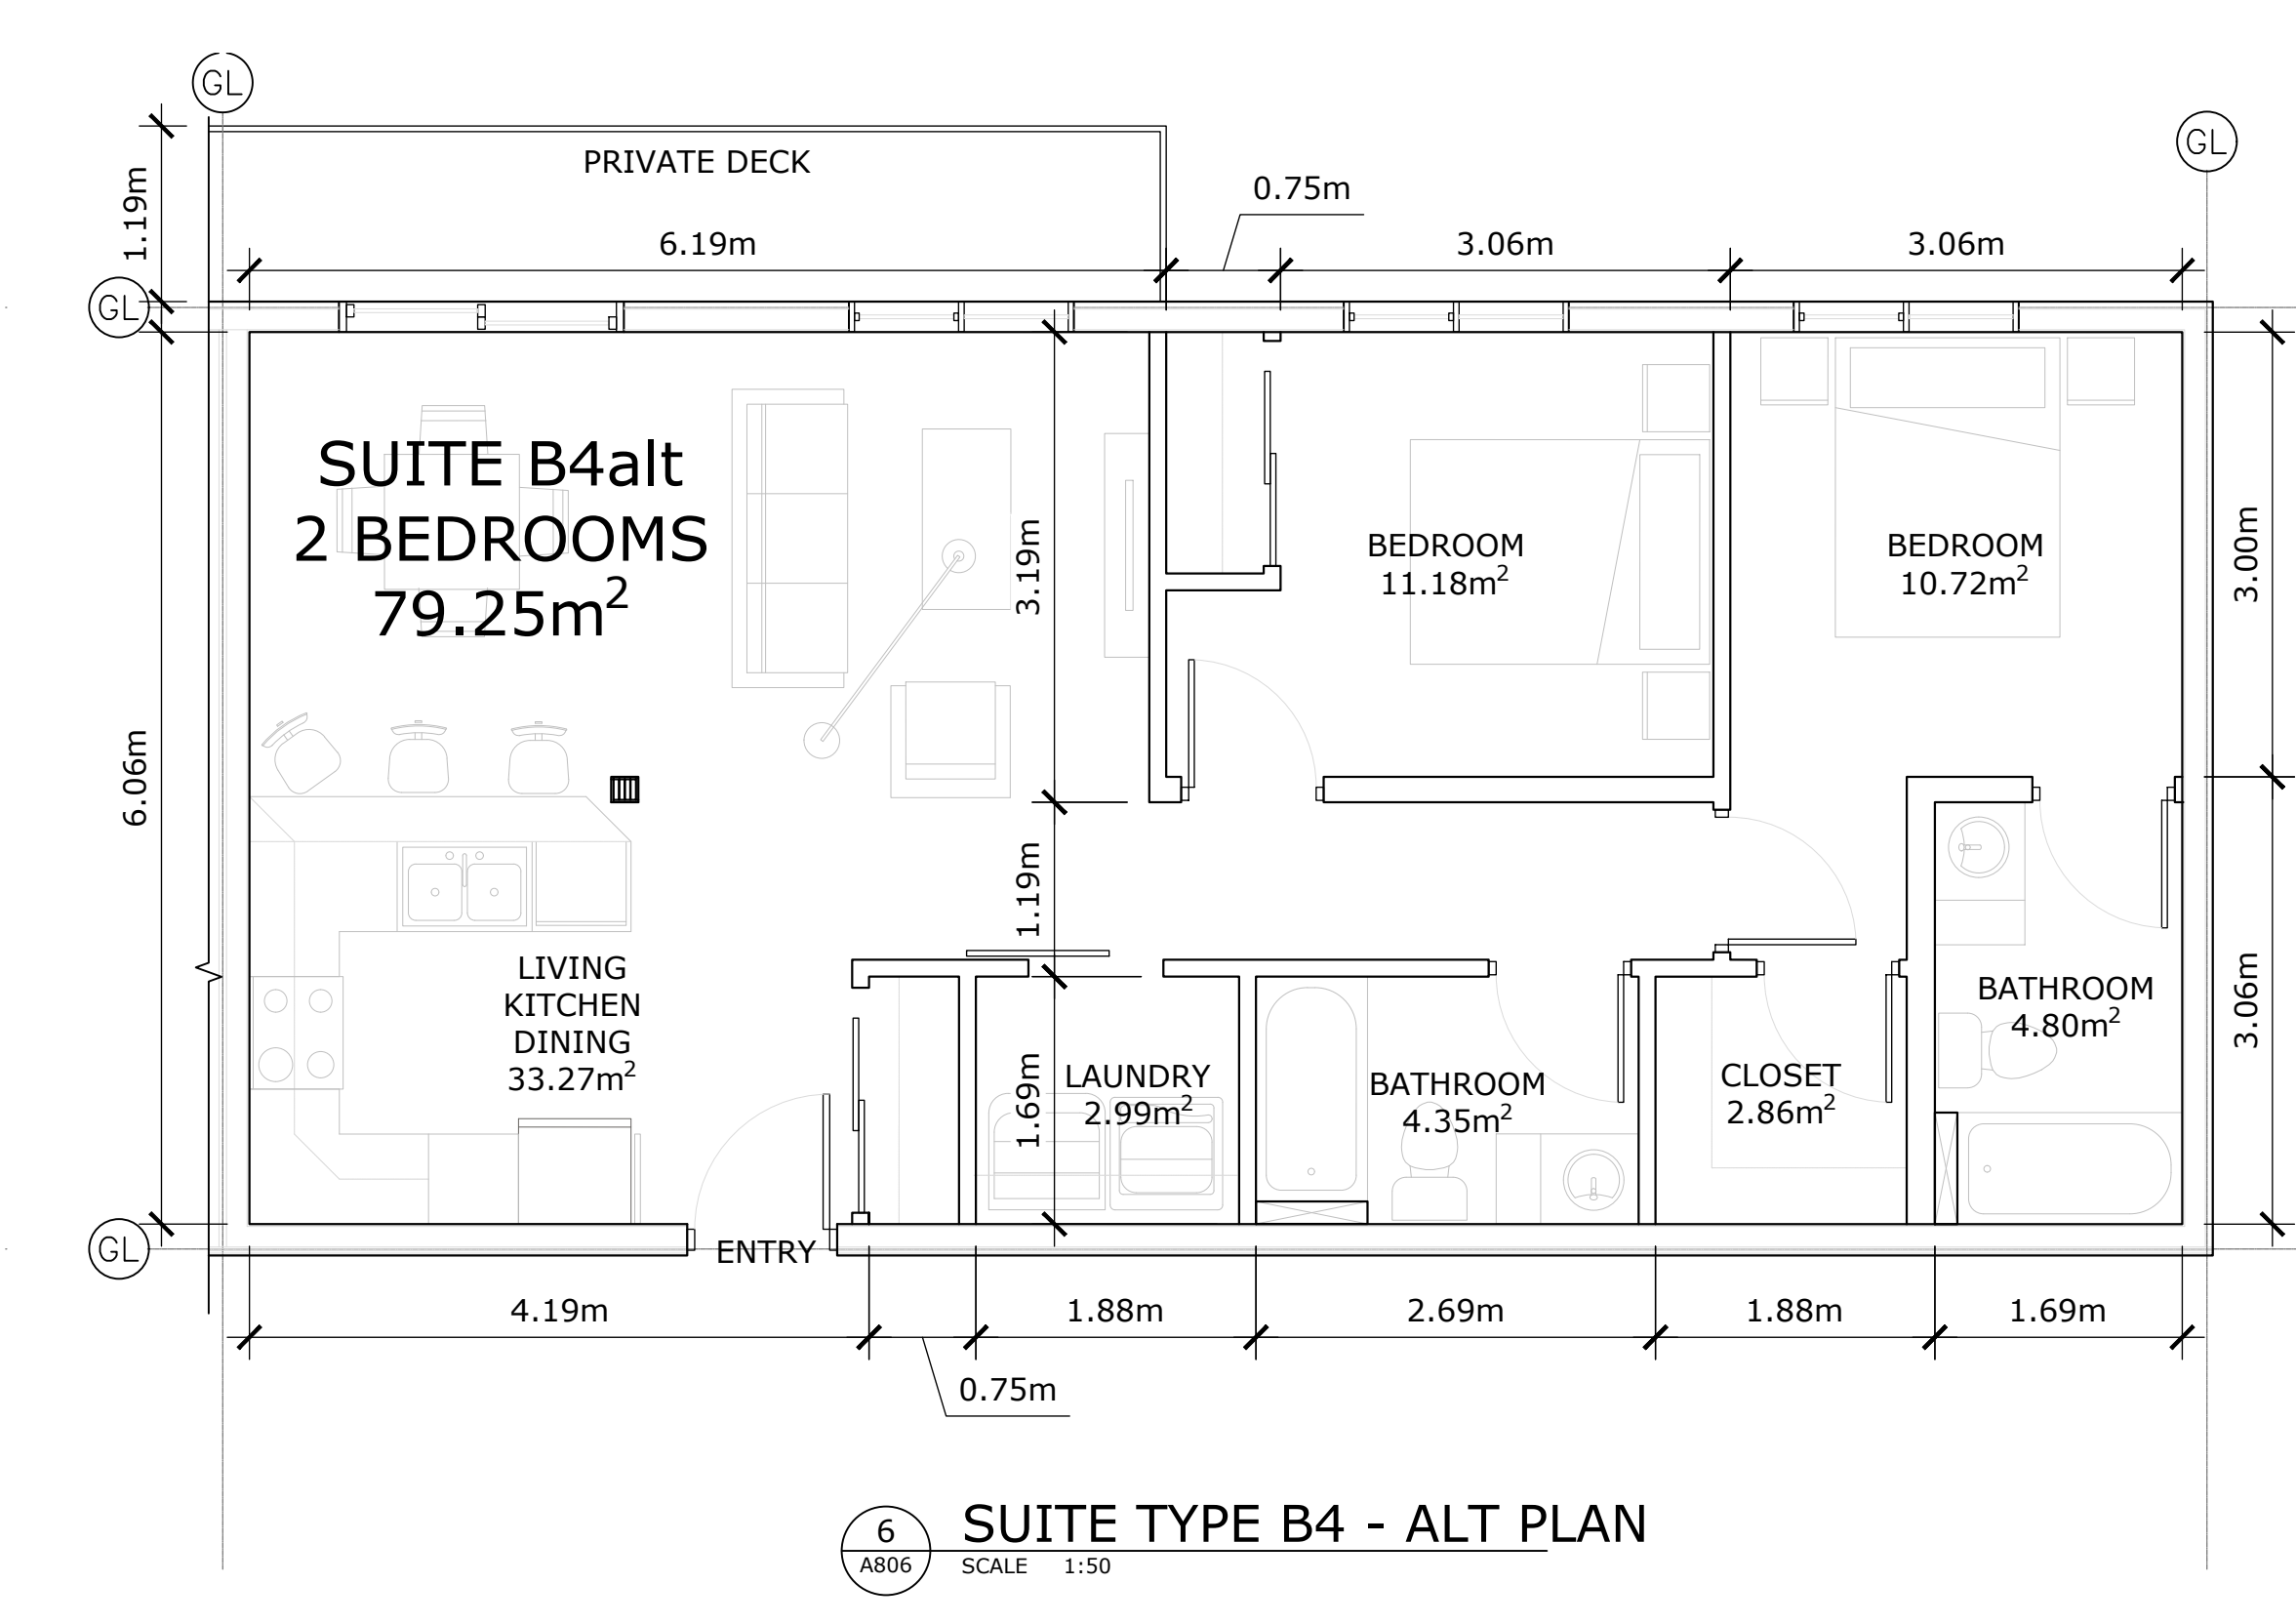 GL
GL
PRIVATE DECK
1.19m
0.75m
6.19m
3.06m
3.06m
GL
SUITE B4alt
2 BEDROOMS
79.25m²
3.19m
BEDROOM
11.18m²
BEDROOM
10.72m²
3.00m
6.06m
1.19m
LIVING
KITCHEN
DINING
33.27m²
1.69m
LAUNDRY
2.99m²
BATHROOM
4.35m²
CLOSET
2.86m²
BATHROOM
4.80m²
3.06m
GL
ENTRY
4.19m
1.88m
2.69m
1.88m
1.69m
0.75m
6
A806
SUITE TYPE B4 - ALT PLAN
SCALE 1:50